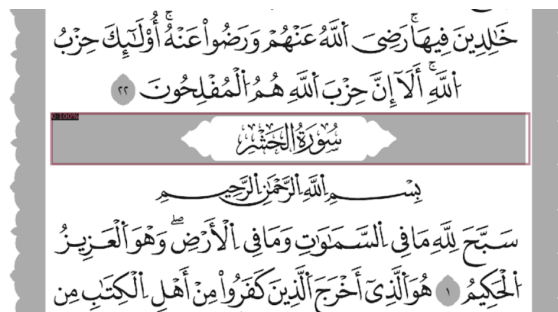 خَٰلِدِينَ فِيهَاۚ رَضِىَ ٱللَّهُ عَنْهُمْ وَرَضُوا۟ عَنْهُۚ أُو۟لَٰٓئِكَ حِزْبُ
ٱللَّهِۚ أَلَآ إِنَّ حِزْبَ ٱللَّهِ هُمُ ٱلْمُفْلِحُونَ ٢٢
سُورَةُ الحَشْرِ
بِسْمِ ٱللَّهِ ٱلرَّحْمَٰنِ ٱلرَّحِيمِ
سَبَّحَ لِلَّهِ مَا فِى ٱلسَّمَٰوَٰتِ وَمَا فِى ٱلْأَرْضِۖ وَهُوَ ٱلْعَزِيزُ
ٱلْحَكِيمُ ١ هُوَ ٱلَّذِىٓ أَخْرَجَ ٱلَّذِينَ كَفَرُوا۟ مِنْ أَهْلِ ٱلْكِتَٰبِ مِن